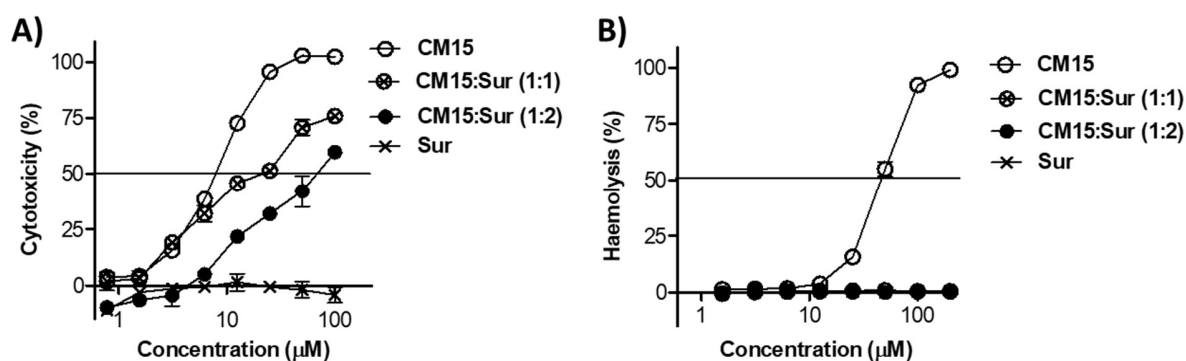 A)
Cytotoxicity (%)
100
75
50
25
0
1
10
100
Concentration (μM)
CM15
CM15:Sur (1:1)
CM15:Sur (1:2)
Sur
B)
Haemolysis (%)
100
75
50
25
0
1
10
100
Concentration (μM)
CM15
CM15:Sur (1:1)
CM15:Sur (1:2)
Sur